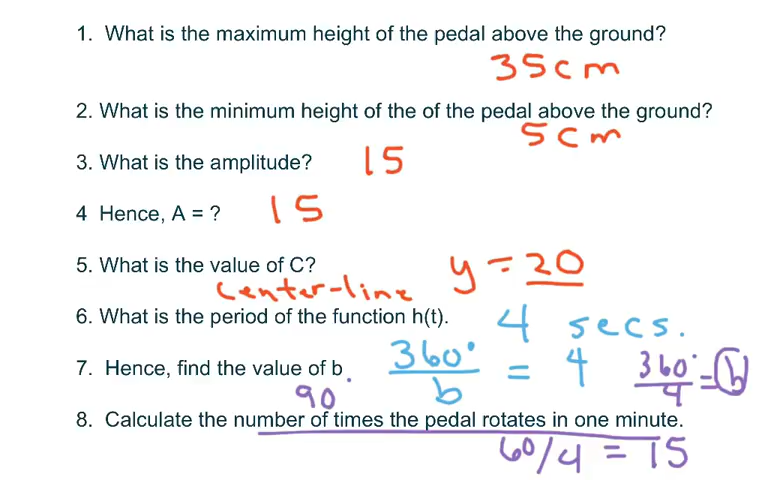 1. What is the maximum height of the pedal above the ground?
35cm
2. What is the minimum height of the of the pedal above the ground?
5cm
3. What is the amplitude? 15
4 Hence, A = ? 15
5. What is the value of C? y = 20
center-line
6. What is the period of the function h(t). 4 secs.
7. Hence, find the value of b 360°/b = 4 360°/4 = b
90°
8. Calculate the number of times the pedal rotates in one minute.
60/4 = 15